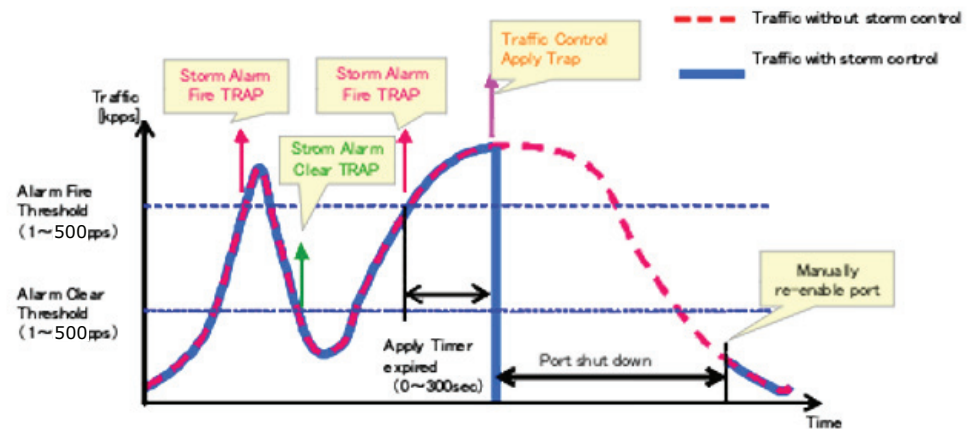 Traffic without storm control
Traffic with storm control
Traffic Control
Apply Trap
Storm Alarm
Fire TRAP
Storm Alarm
Fire TRAP
Strom Alarm
Clear TRAP
Traffic
[kpps]
Alarm Fire
Threshold
(1～500pps)
Alarm Clear
Threshold
(1～500pps)
Manually
re-enable port
Apply Timer
expired
(0～300sec)
Port shut down
Time